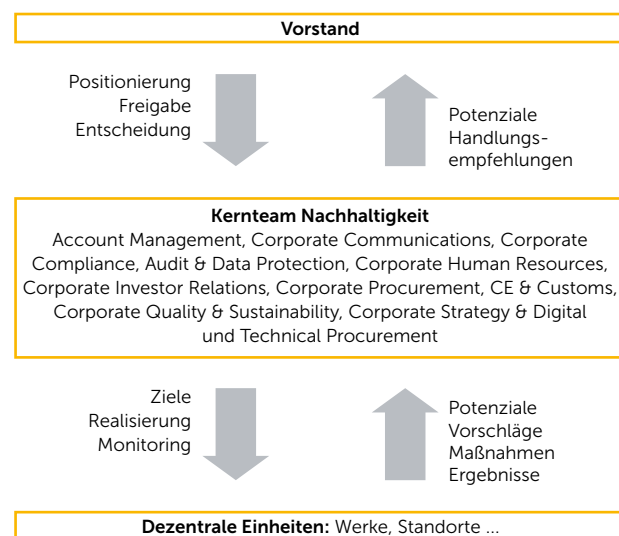 Vorstand
Positionierung
Freigabe
Entscheidung
Potenziale
Handlungs-
empfehlungen
Kernteam Nachhaltigkeit
Account Management, Corporate Communications, Corporate
Compliance, Audit & Data Protection, Corporate Human Resources,
Corporate Investor Relations, Corporate Procurement, CE & Customs,
Corporate Quality & Sustainability, Corporate Strategy & Digital
und Technical Procurement
Ziele
Realisierung
Monitoring
Potenziale
Vorschläge
Maßnahmen
Ergebnisse
Dezentrale Einheiten: Werke, Standorte ...